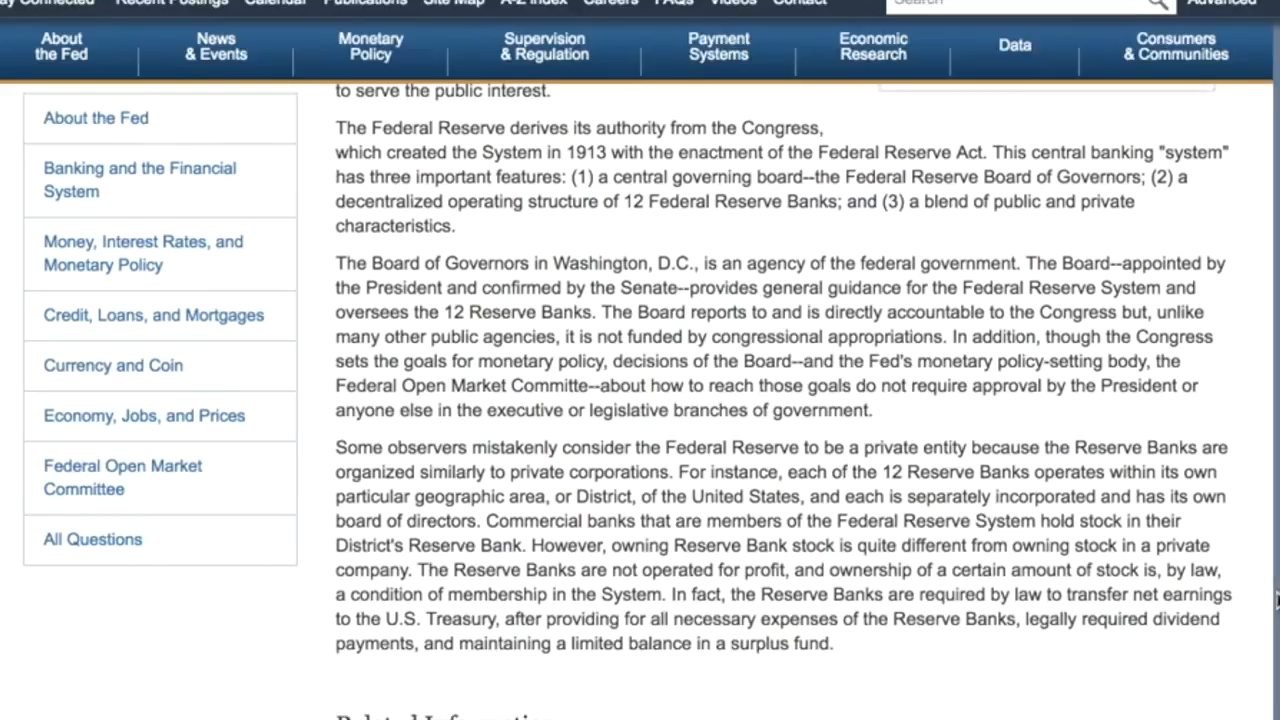 ay Connected Recent Postings Calendar Publications Site Map A-Z Index Careers FAQs Videos Contact Search Advanced
About the Fed
News & Events
Monetary Policy
Supervision & Regulation
Payment Systems
Economic Research
Data
Consumers & Communities
About the Fed
Banking and the Financial
System
Money, Interest Rates, and
Monetary Policy
Credit, Loans, and Mortgages
Currency and Coin
Economy, Jobs, and Prices
Federal Open Market
Committee
All Questions
to serve the public interest.
The Federal Reserve derives its authority from the Congress,
which created the System in 1913 with the enactment of the Federal Reserve Act. This central banking "system"
has three important features: (1) a central governing board--the Federal Reserve Board of Governors; (2) a
decentralized operating structure of 12 Federal Reserve Banks; and (3) a blend of public and private
characteristics.
The Board of Governors in Washington, D.C., is an agency of the federal government. The Board--appointed by
the President and confirmed by the Senate--provides general guidance for the Federal Reserve System and
oversees the 12 Reserve Banks. The Board reports to and is directly accountable to the Congress but, unlike
many other public agencies, it is not funded by congressional appropriations. In addition, though the Congress
sets the goals for monetary policy, decisions of the Board--and the Fed's monetary policy-setting body, the
Federal Open Market Committe--about how to reach those goals do not require approval by the President or
anyone else in the executive or legislative branches of government.
Some observers mistakenly consider the Federal Reserve to be a private entity because the Reserve Banks are
organized similarly to private corporations. For instance, each of the 12 Reserve Banks operates within its own
particular geographic area, or District, of the United States, and each is separately incorporated and has its own
board of directors. Commercial banks that are members of the Federal Reserve System hold stock in their
District's Reserve Bank. However, owning Reserve Bank stock is quite different from owning stock in a private
company. The Reserve Banks are not operated for profit, and ownership of a certain amount of stock is, by law,
a condition of membership in the System. In fact, the Reserve Banks are required by law to transfer net earnings
to the U.S. Treasury, after providing for all necessary expenses of the Reserve Banks, legally required dividend
payments, and maintaining a limited balance in a surplus fund.
Related Information